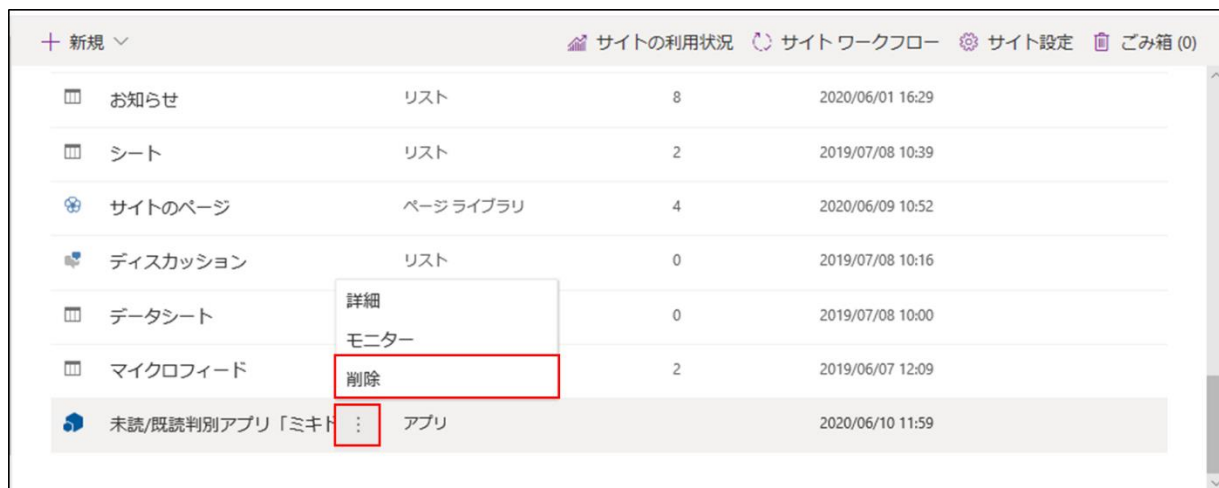 新規 サイトの利用状況 サイト ワークフロー サイト設定 ごみ箱 (0)
お知らせ リスト 8 2020/06/01 16:29
シート リスト 2 2019/07/08 10:39
サイトのページ ページ ライブラリ 4 2020/06/09 10:52
ディスカッション リスト 0 2019/07/08 10:16
詳細
データシート 0 2019/07/08 10:00
モニター
マイクロフィード 2 2019/06/07 12:09
削除
未読/既読判別アプリ「ミキド アプリ 2020/06/10 11:59